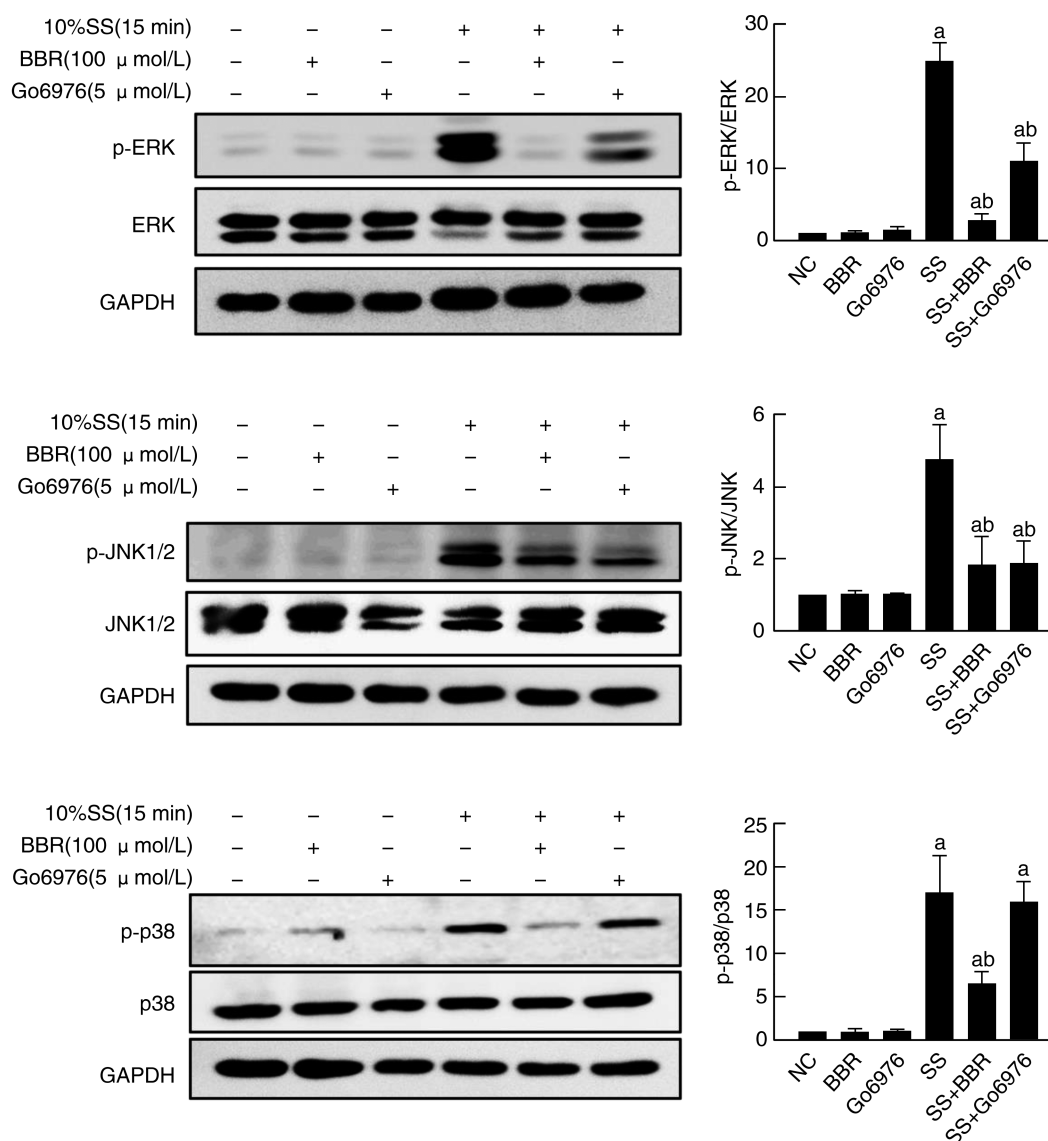 10%SS(15 min) – – – + + +
BBR(100 μ mol/L) – + – – + –
Go6976(5 μ mol/L) – – + – – +
p-ERK
ERK
GAPDH
30
20
10
0
p-ERK/ERK
a
ab
ab
NC
BBR
Go6976
SS
SS+BBR
SS+Go6976
10%SS(15 min) – – – + + +
BBR(100 μ mol/L) – + – – + –
Go6976(5 μ mol/L) – – + – – +
p-JNK1/2
JNK1/2
GAPDH
6
4
2
0
p-JNK/JNK
a
ab
ab
NC
BBR
Go6976
SS
SS+BBR
SS+Go6976
10%SS(15 min) – – – + + +
BBR(100 μ mol/L) – + – – + –
Go6976(5 μ mol/L) – – + – – +
p-p38
p38
GAPDH
25
20
15
10
5
0
p-p38/p38
a
ab
a
NC
BBR
Go6976
SS
SS+BBR
SS+Go6976